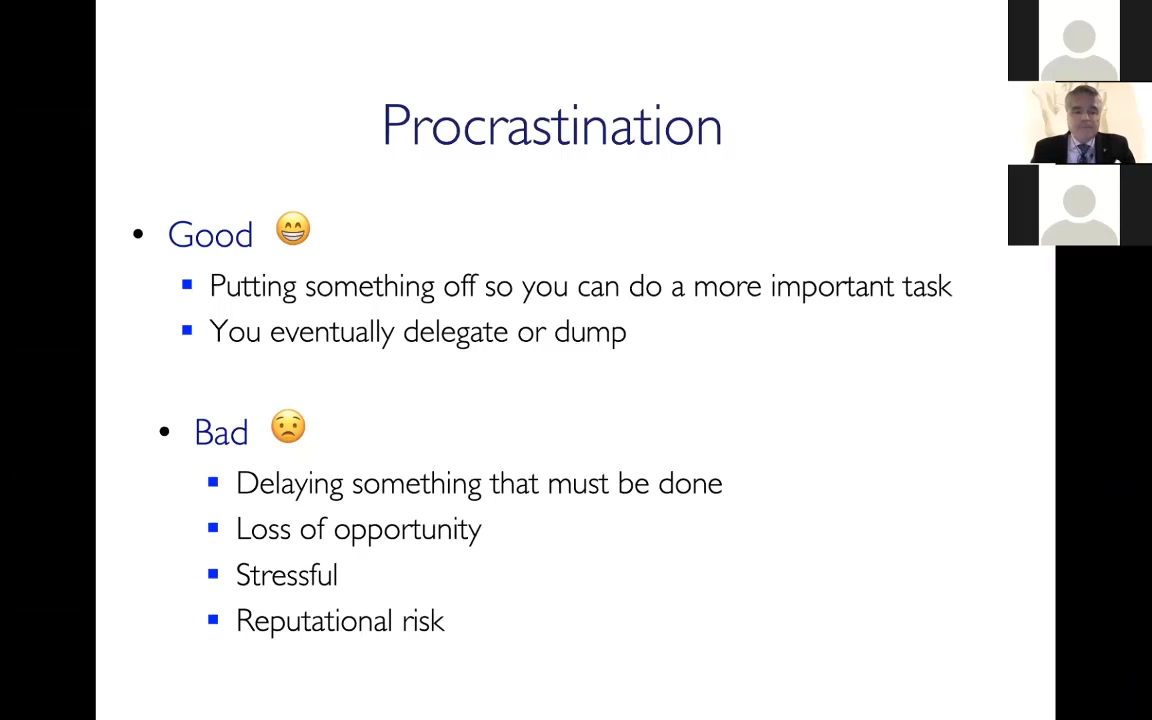 Procrastination
• Good 😁
▪ Putting something off so you can do a more important task
▪ You eventually delegate or dump
• Bad 😟
▪ Delaying something that must be done
▪ Loss of opportunity
▪ Stressful
▪ Reputational risk